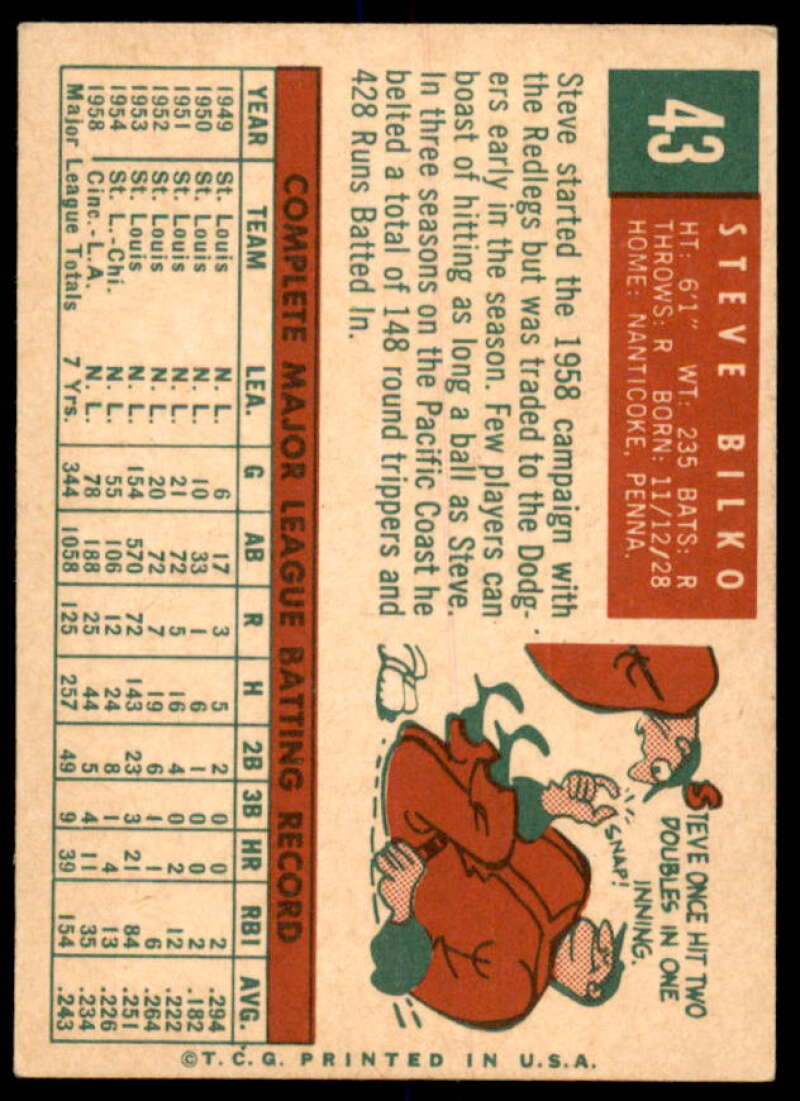 43
STEVE BILKO
HT: 6'1" WT: 235 BATS: R
THROWS: R BORN: 11/12/28
HOME: NANTICOKE, PENNA.
Steve started the 1958 campaign with
the Redlegs but was traded to the Dodg-
ers early in the season. Few players can
boast of hitting as long a ball as Steve.
In three seasons on the Pacific Coast he
belted a total of 148 round trippers and
428 Runs Batted In.
STEVE ONCE HIT TWO
DOUBLES IN ONE
INNING.
SNAP!
COMPLETE MAJOR LEAGUE BATTING RECORD
YEAR TEAM LEA. G AB R H 2B 3B HR RBI AVG.
1949 St. Louis N. L. 6 17 3 5 2 0 0 2 .294
1950 St. Louis N. L. 10 33 1 6 1 0 0 2 .182
1951 St. Louis N. L. 21 72 5 16 4 0 2 12 .222
1952 St. Louis N. L. 20 72 7 19 6 1 1 6 .264
1953 St. Louis N. L. 154 570 72 143 23 3 21 84 .251
1954 St. L.-Chi. N. L. 55 106 12 24 8 1 4 13 .226
1958 Cinc.-L.A. N. L. 78 188 25 44 5 4 11 35 .234
Major League Totals 7 Yrs. 344 1058 125 257 49 9 39 154 .243
©T.C.G. PRINTED IN U.S.A.